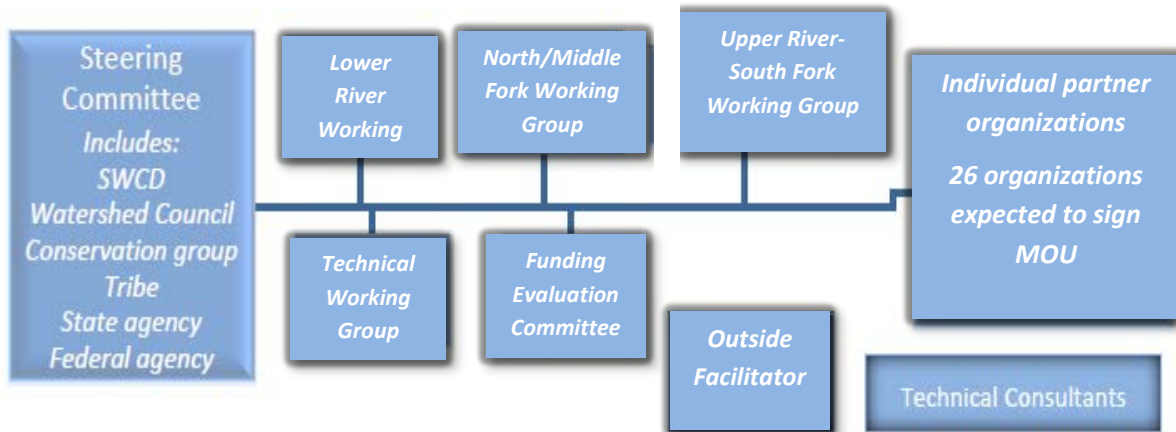 Steering
Committee
Includes:
SWCD
Watershed Council
Conservation group
Tribe
State agency
Federal agency
Lower
River
Working
North/Middle
Fork Working
Group
Upper River-
South Fork
Working Group
Individual partner
organizations
26 organizations
expected to sign
MOU
Technical
Working
Group
Funding
Evaluation
Committee
Outside
Facilitator
Technical Consultants